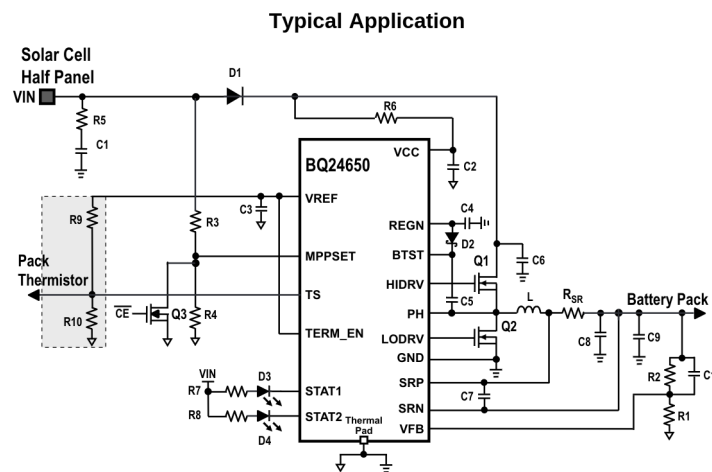 Typical Application
Solar Cell
Half Panel
VIN
D1
R5
C1
R6
BQ24650
VCC
C2
VREF
R9
C3
R3
REGN
C4
D2
BTST
MPPSET
Q1
C6
HIDRV
Pack
Thermistor
TS
C5
L
RSR
Battery Pack
R10
CE
Q3
R4
PH
Q2
TERM_EN
LODRV
C8
C9
GND
VIN
D3
R7
STAT1
SRP
R2
C7
R8
STAT2
SRN
R1
D4
Thermal
Pad
VFB